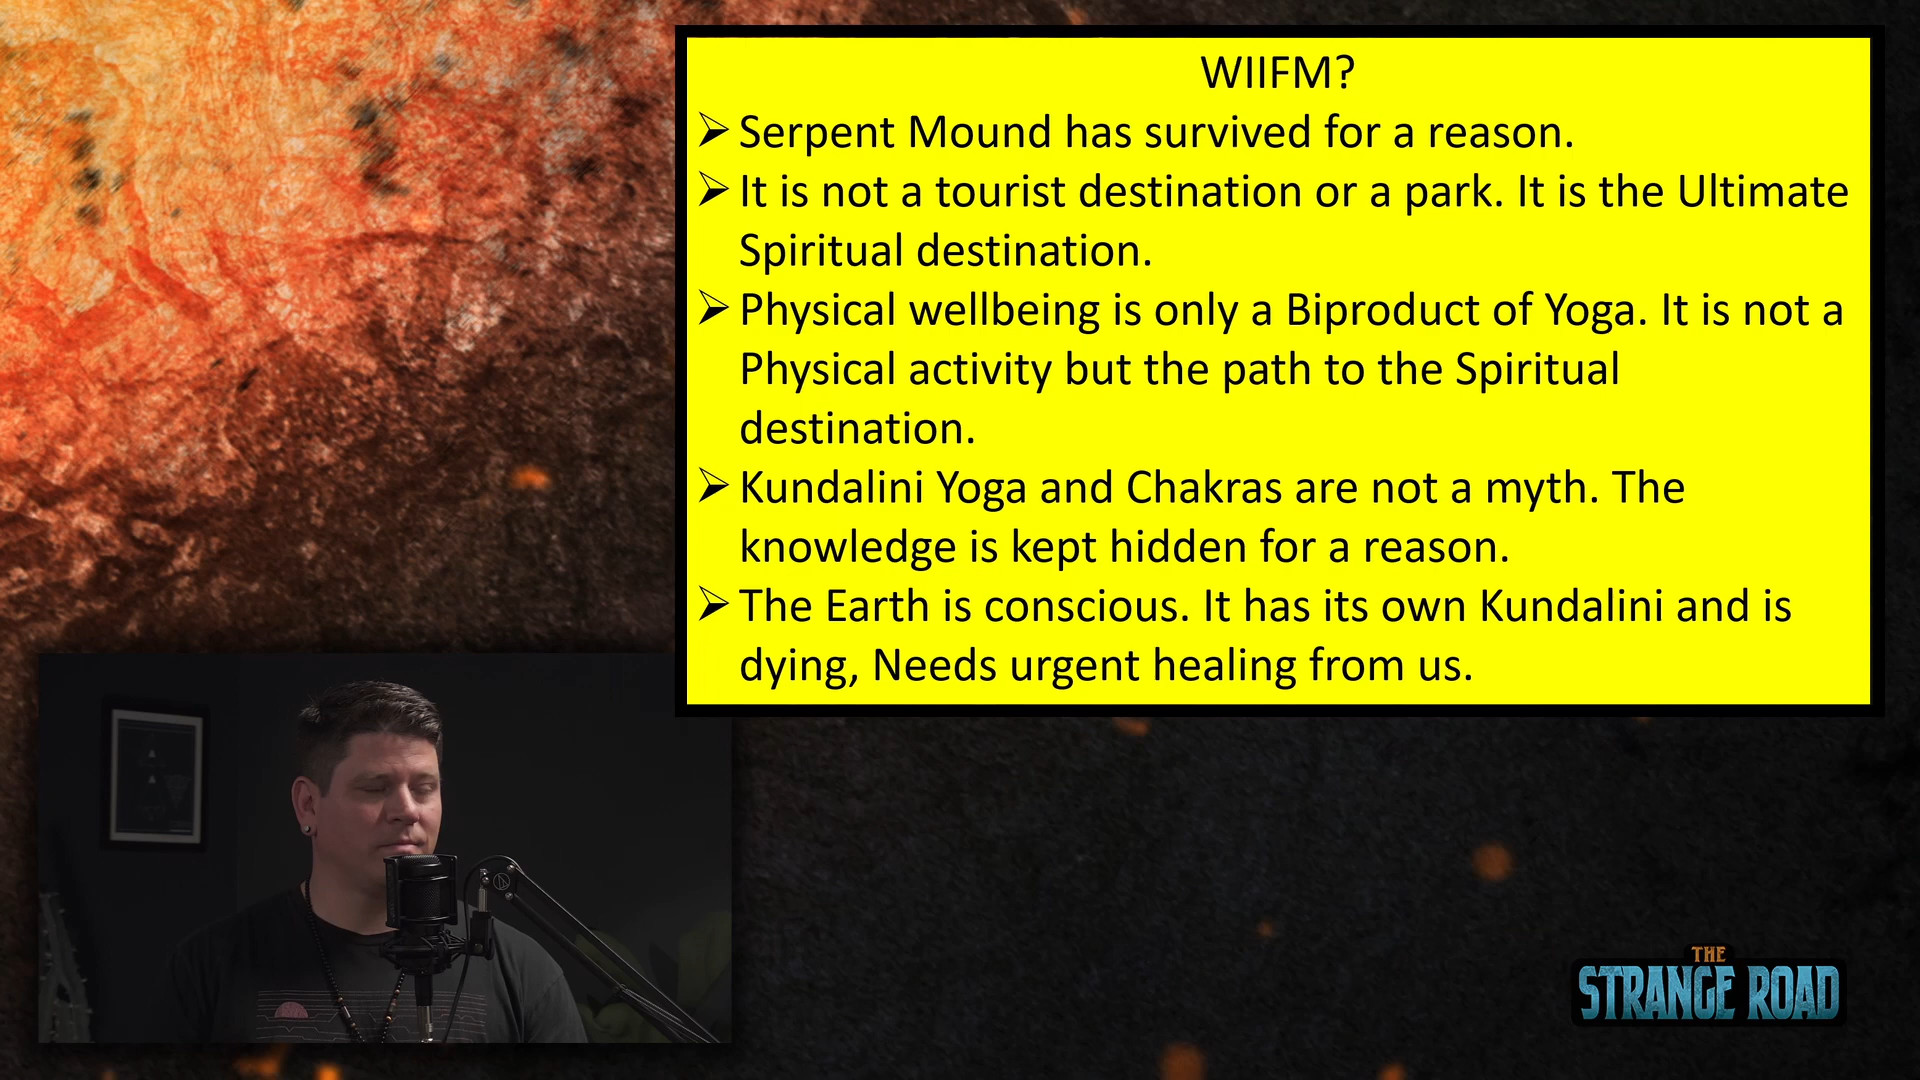 WIIFM?
➢ Serpent Mound has survived for a reason.
➢ It is not a tourist destination or a park. It is the Ultimate
Spiritual destination.
➢ Physical wellbeing is only a Biproduct of Yoga. It is not a
Physical activity but the path to the Spiritual
destination.
➢ Kundalini Yoga and Chakras are not a myth. The
knowledge is kept hidden for a reason.
➢ The Earth is conscious. It has its own Kundalini and is
dying, Needs urgent healing from us.
THE
STRANGE ROAD